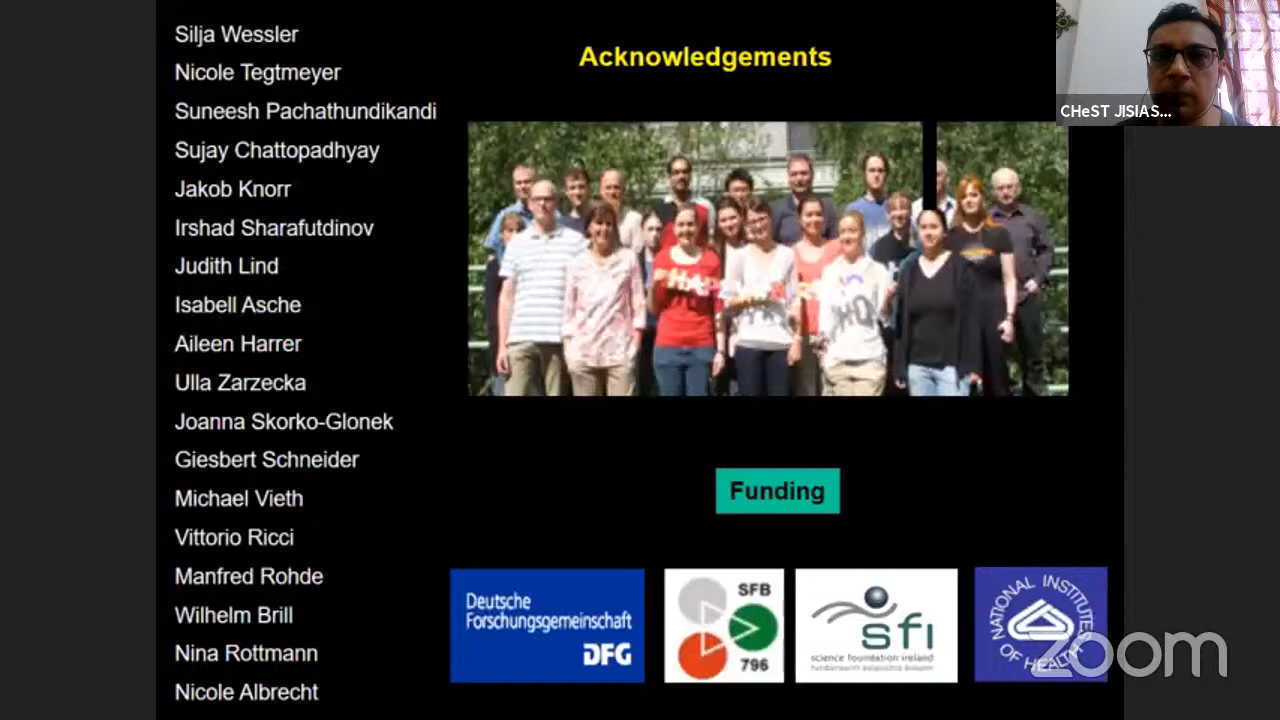 Silja Wessler
Nicole Tegtmeyer
Suneesh Pachathundikandi
Sujay Chattopadhyay
Jakob Knorr
Irshad Sharafutdinov
Judith Lind
Isabell Asche
Aileen Harrer
Ulla Zarzecka
Joanna Skorko-Glonek
Giesbert Schneider
Michael Vieth
Vittorio Ricci
Manfred Rohde
Wilhelm Brill
Nina Rottmann
Nicole Albrecht
Acknowledgements
CHeST JISIAS...
Funding
Deutsche
Forschungsgemeinschaft
DFG
SFB
796
sfi
science foundation ireland
NATIONAL INSTITUTES
OF HEALTH
zoom